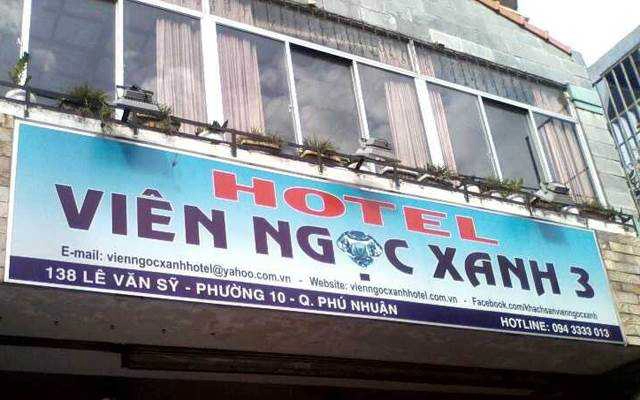 HOTEL
VIÊN NGỌC XANH 3
E-mail: vienngocxanhhotel@yahoo.com.vn - Website: vienngocxanhhotel.com.vn - Facebook.com/khachsanvienngocxanh
138 LÊ VĂN SỸ - PHƯỜNG 10 - Q. PHÚ NHUẬN
HOTLINE: 094 3333 013